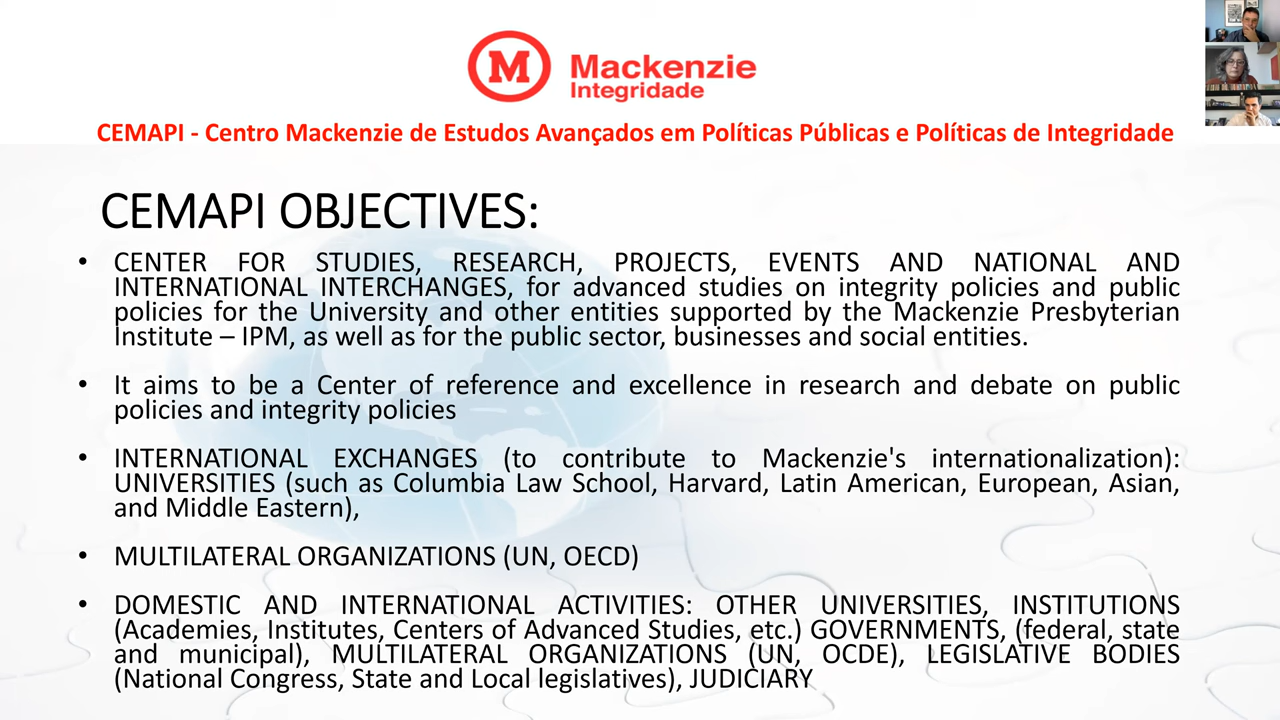 M
Mackenzie
Integridade
CEMAPI - Centro Mackenzie de Estudos Avançados em Políticas Públicas e Políticas de Integridade
CEMAPI OBJECTIVES:
• CENTER FOR STUDIES, RESEARCH, PROJECTS, EVENTS AND NATIONAL AND
INTERNATIONAL INTERCHANGES, for advanced studies on integrity policies and public
policies for the University and other entities supported by the Mackenzie Presbyterian
Institute – IPM, as well as for the public sector, businesses and social entities.
• It aims to be a Center of reference and excellence in research and debate on public
policies and integrity policies
• INTERNATIONAL EXCHANGES (to contribute to Mackenzie's internationalization):
UNIVERSITIES (such as Columbia Law School, Harvard, Latin American, European, Asian,
and Middle Eastern),
• MULTILATERAL ORGANIZATIONS (UN, OECD)
• DOMESTIC AND INTERNATIONAL ACTIVITIES: OTHER UNIVERSITIES, INSTITUTIONS
(Academies, Institutes, Centers of Advanced Studies, etc.) GOVERNMENTS, (federal, state
and municipal), MULTILATERAL ORGANIZATIONS (UN, OCDE), LEGISLATIVE BODIES
(National Congress, State and Local legislatives), JUDICIARY